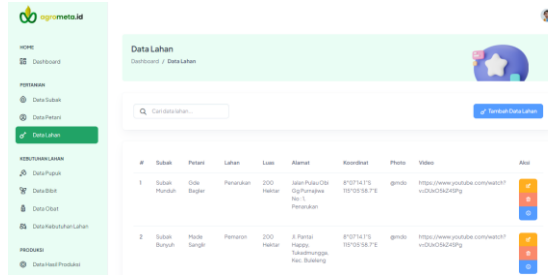 agrometa.id
HOME
Dashboard
PERTANIAN
Data Subak
Data Petani
Data Lahan
KEBUTUHAN LAHAN
Data Pupuk
Data Bibit
Data Obat
Data Kebutuhan Lahan
PRODUKSI
Data Hasil Produksi
Data Lahan
Dashboard / Data Lahan
Cari data lahan...
Tambah Data Lahan
# Subak Petani Lahan Luas Alamat Koordinat Photo Video Aksi
1 Subak Ode Penarukan 200 Jalan Pulau Obi 8°07'14.1"S @mdo https://www.youtube.com/watch?
Munduh Bagler Hektar Gg Purnajiwa 115°05'58.7"E
No : 1,
Penarukan
2 Subak Made Pemaron 200 Jl. Pantai 8°07'14.1"S @mdo https://www.youtube.com/watch?
Bunyuh Sangiir Hektar Happy, 115°05'58.7"E
Tukadmungga,
Kec. Buleleng